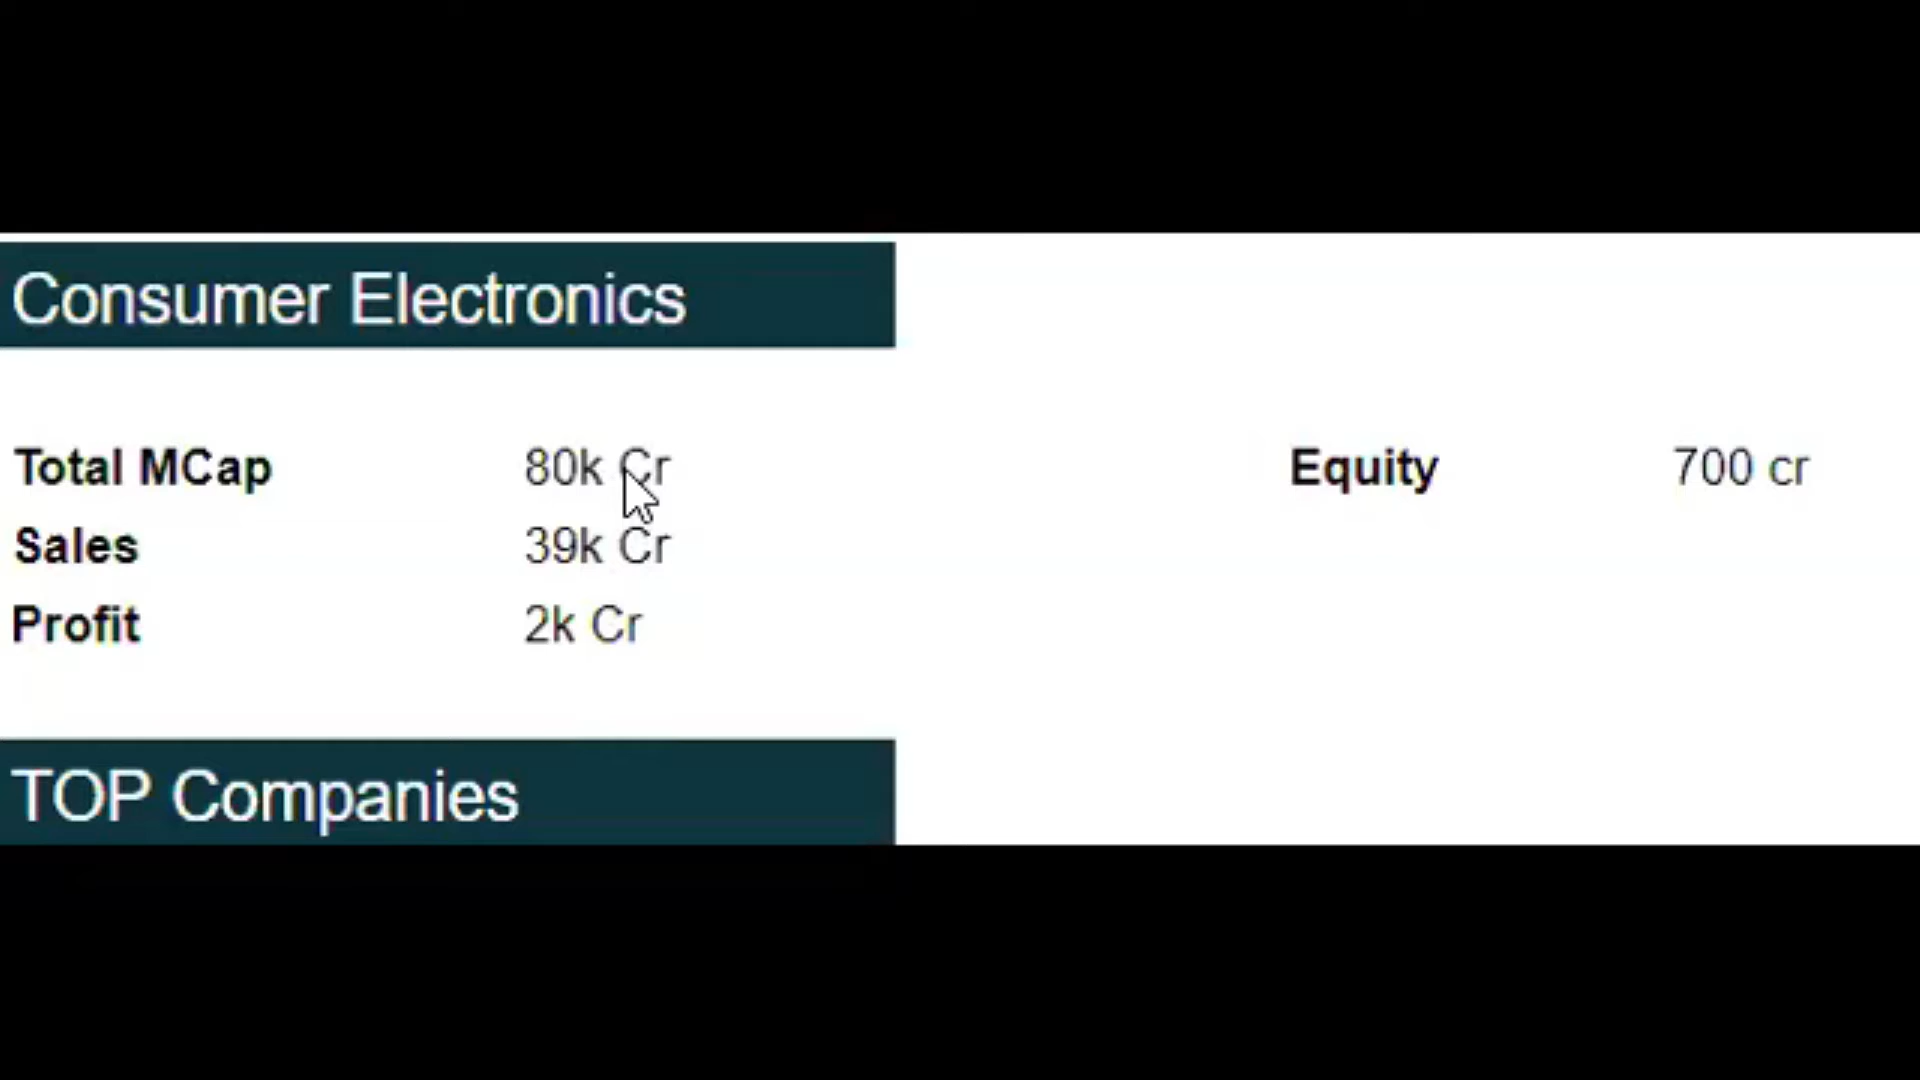 Consumer Electronics
Total MCap 80k Cr Equity 700 cr
Sales 39k Cr
Profit 2k Cr
TOP Companies